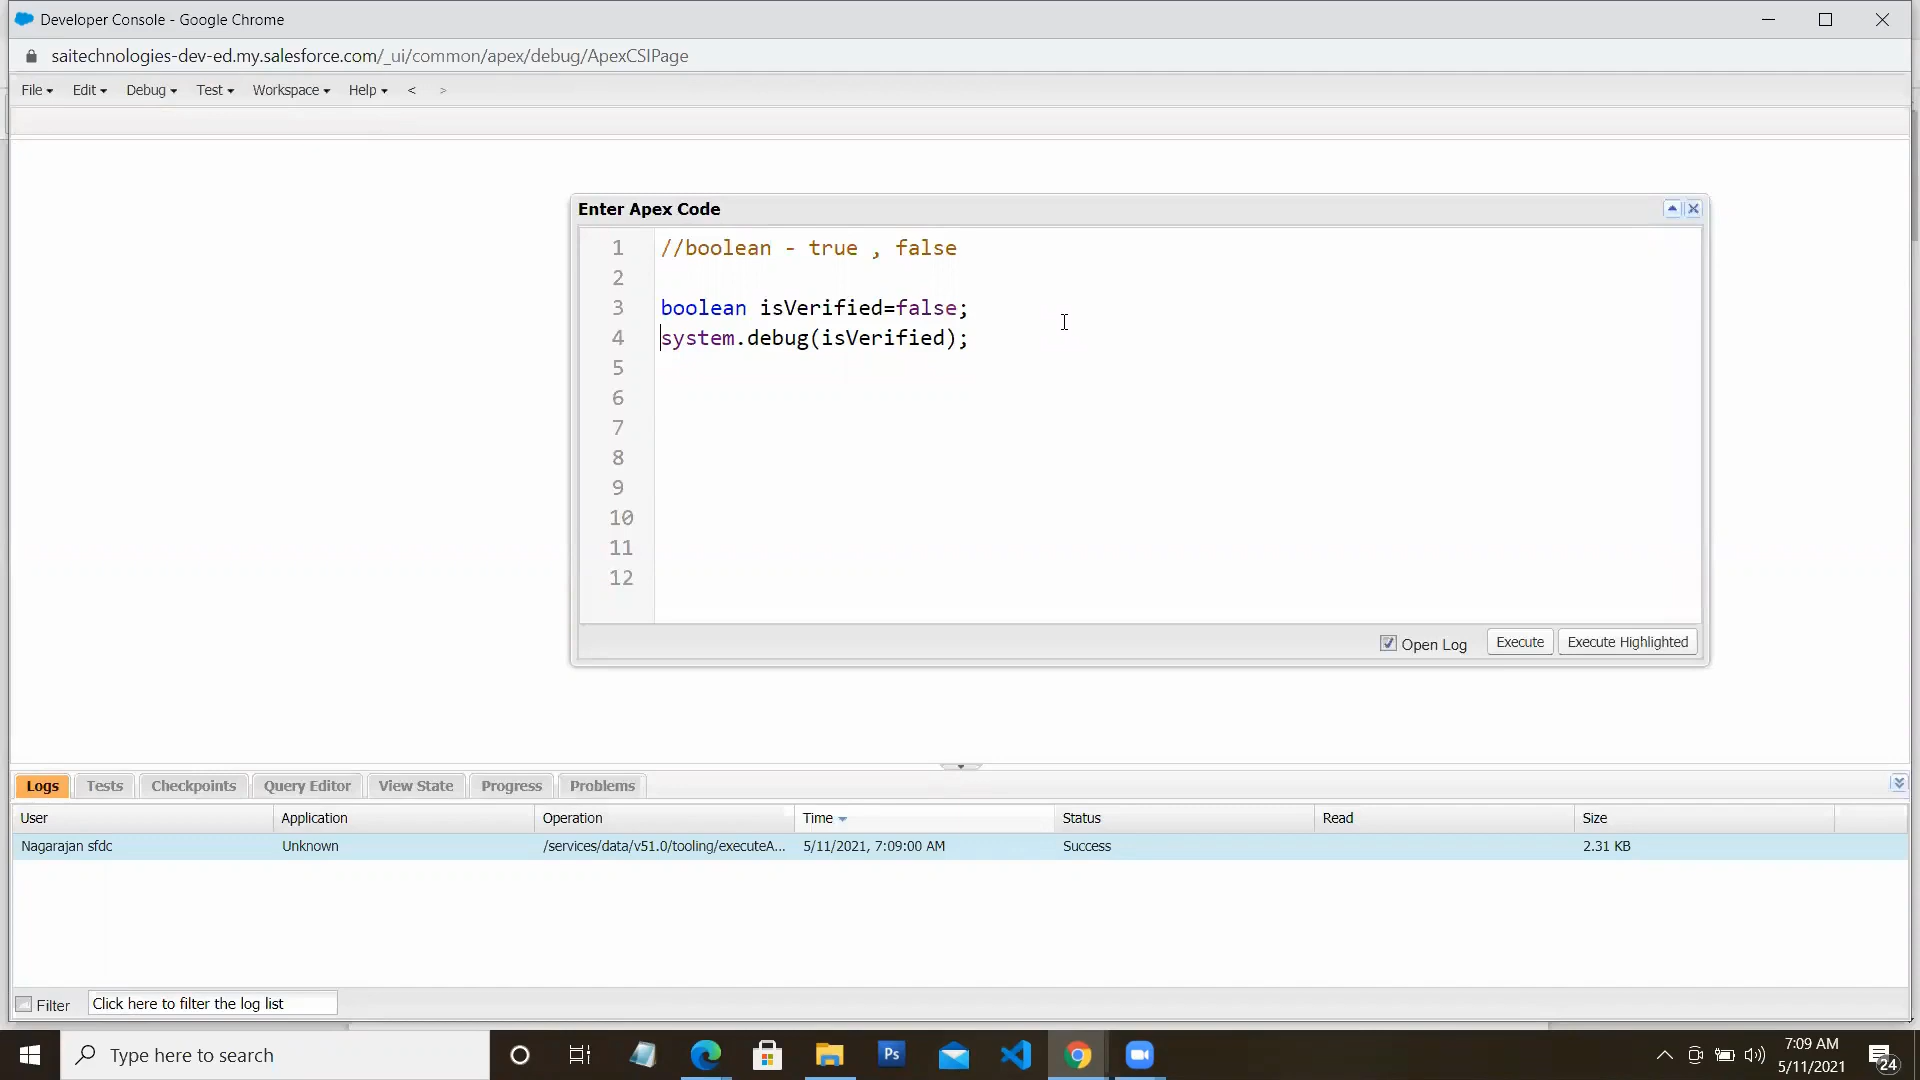 Developer Console - Google Chrome
saitechnologies-dev-ed.my.salesforce.com/_ui/common/apex/debug/ApexCSIPage
File Edit Debug Test Workspace Help < >
Enter Apex Code
1 //boolean - true , false
2
3 boolean isVerified=false;
4 system.debug(isVerified);
5
6
7
8
9
10
11
12
Open Log Execute Execute Highlighted
Logs Tests Checkpoints Query Editor View State Progress Problems
User Application Operation Time Status Read Size
Nagarajan sfdc Unknown /services/data/v51.0/tooling/executeA... 5/11/2021, 7:09:00 AM Success 2.31 KB
Filter Click here to filter the log list
Type here to search
Ps
7:09 AM
5/11/2021
24